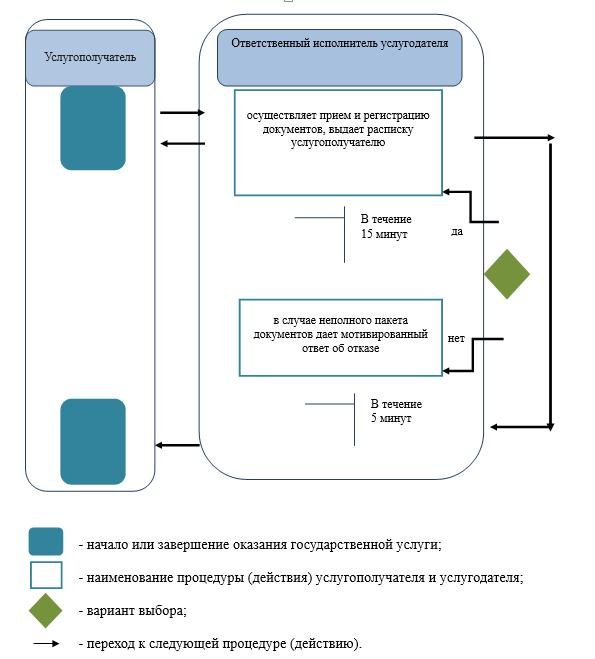 Услугополучатель
Ответственный исполнитель услугодателя
осуществляет прием и регистрацию
документов, выдает расписку
услугополучателю
В течение
15 минут
да
в случае неполного пакета
документов дает мотивированный
ответ об отказе
нет
В течение
5 минут
- начало или завершение оказания государственной услуги;
- наименование процедуры (действия) услугополучателя и услугодателя;
- вариант выбора;
- переход к следующей процедуре (действию).